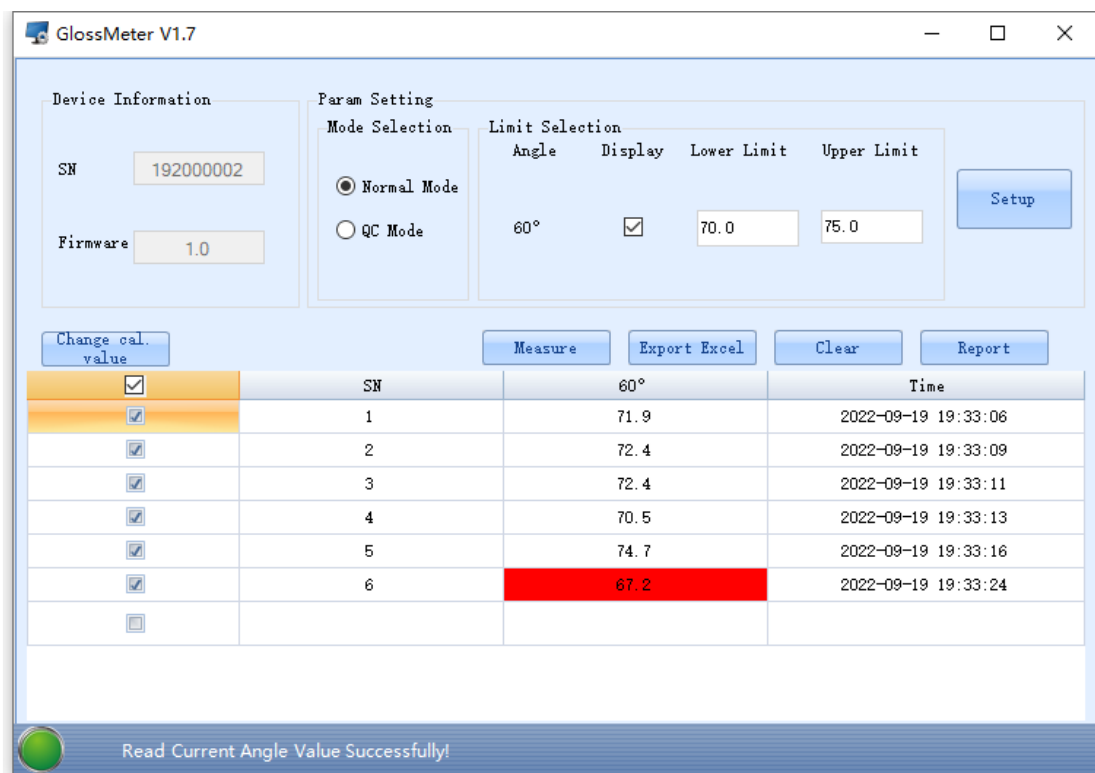 GlossMeter V1.7
Device Information
SN 192000002
Firmware 1.0
Param Setting
Mode Selection
Normal Mode
QC Mode
Limit Selection
Angle Display Lower Limit Upper Limit
60° 70.0 75.0
Setup
Change cal.
value
Measure Export Excel Clear Report
SN 60° Time
1 71.9 2022-09-19 19:33:06
2 72.4 2022-09-19 19:33:09
3 72.4 2022-09-19 19:33:11
4 70.5 2022-09-19 19:33:13
5 74.7 2022-09-19 19:33:16
6 67.2 2022-09-19 19:33:24
Read Current Angle Value Successfully!